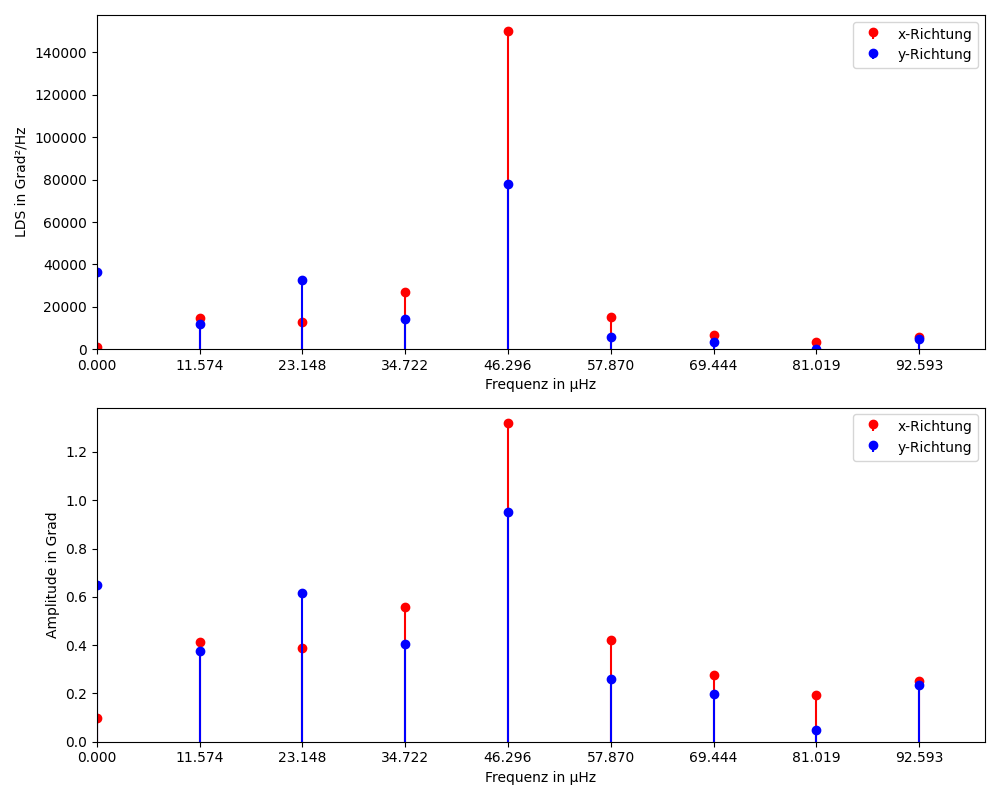 140000
120000
100000
80000
60000
40000
20000
0
LDS in Grad²/Hz
x-Richtung
y-Richtung
0.000 11.574 23.148 34.722 46.296 57.870 69.444 81.019 92.593
Frequenz in μHz
1.2
1.0
0.8
0.6
0.4
0.2
0.0
Amplitude in Grad
x-Richtung
y-Richtung
0.000 11.574 23.148 34.722 46.296 57.870 69.444 81.019 92.593
Frequenz in μHz